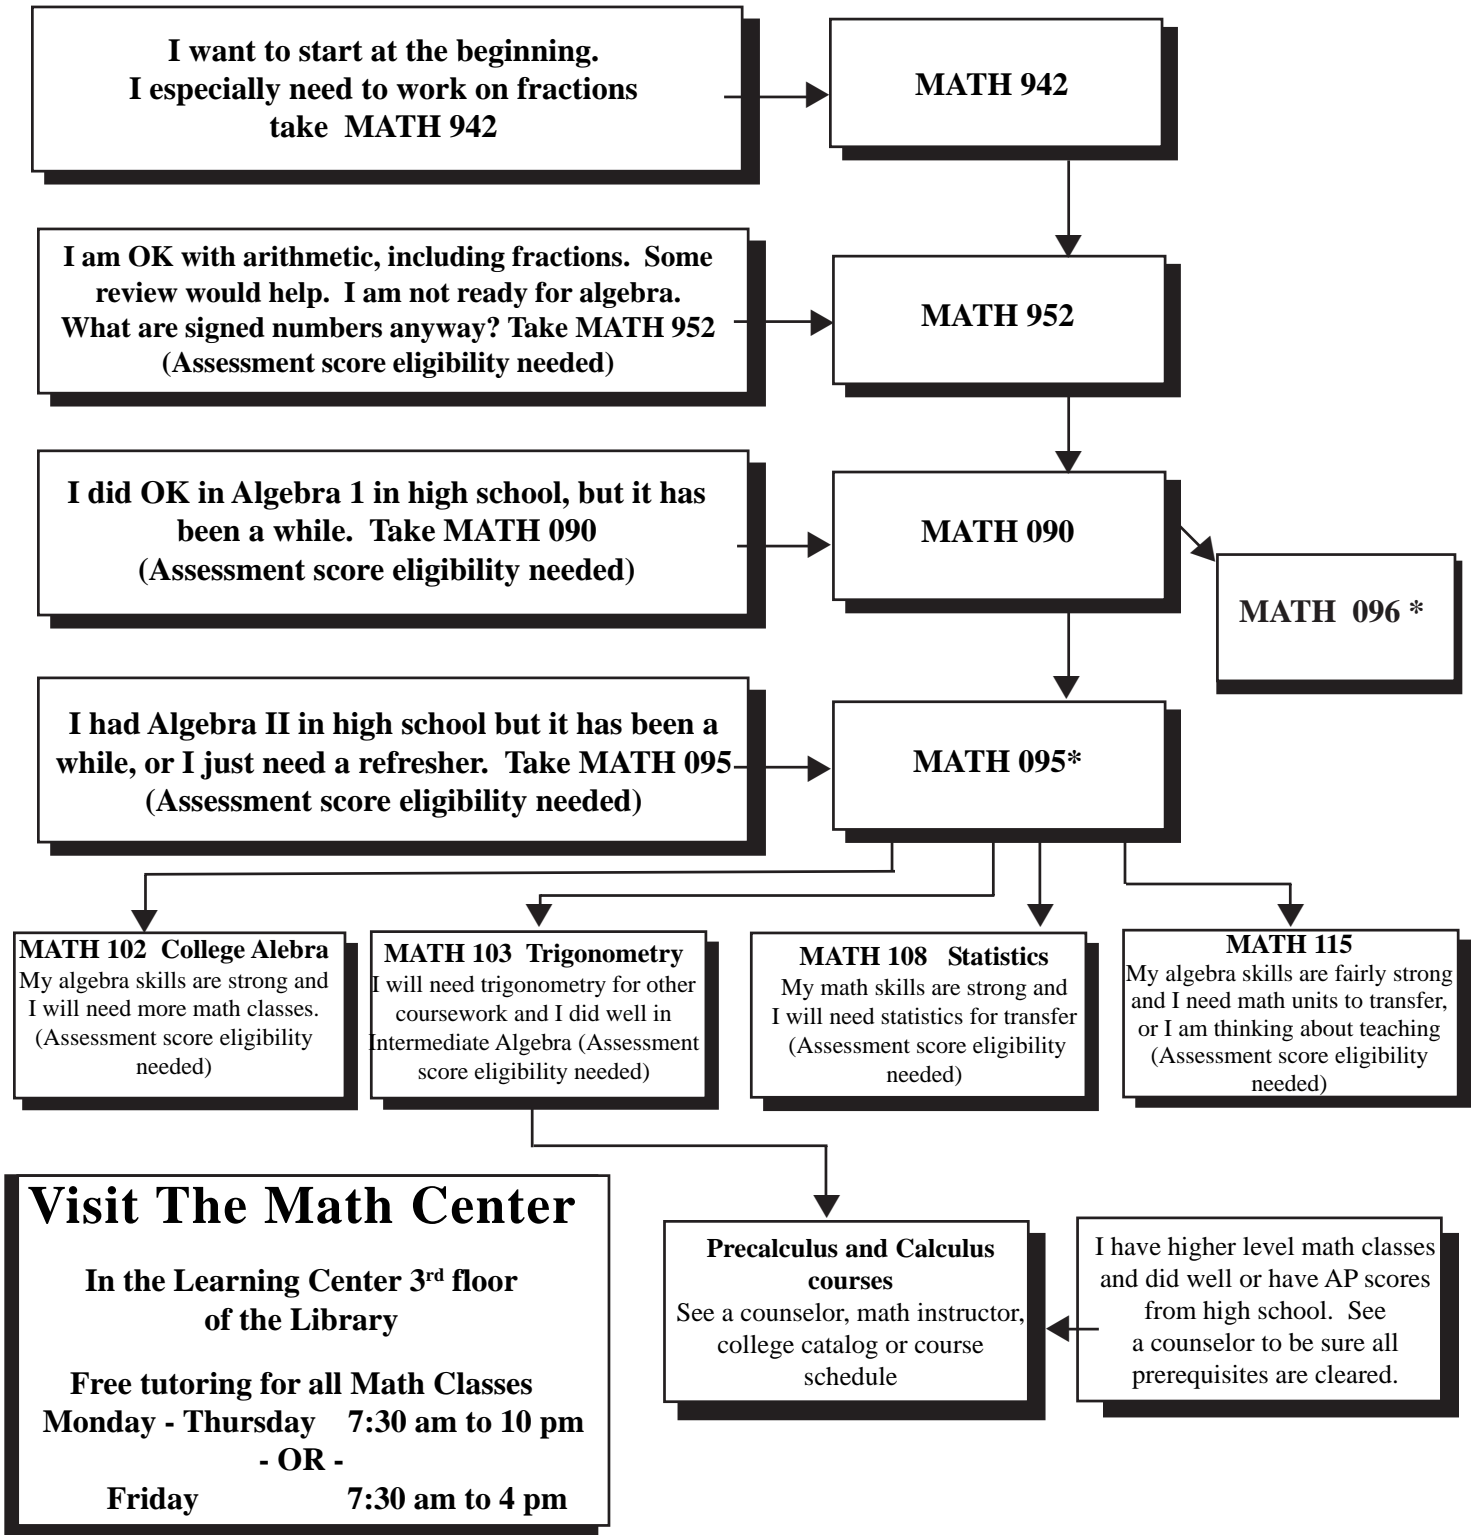 I want to start at the beginning.
I especially need to work on fractions
take MATH 942
MATH 942
I am OK with arithmetic, including fractions. Some
review would help. I am not ready for algebra.
What are signed numbers anyway? Take MATH 952
(Assessment score eligibility needed)
MATH 952
I did OK in Algebra 1 in high school, but it has
been a while. Take MATH 090
(Assessment score eligibility needed)
MATH 090
MATH 096 *
I had Algebra II in high school but it has been a
while, or I just need a refresher. Take MATH 095
(Assessment score eligibility needed)
MATH 095*
MATH 102 College Alebra
My algebra skills are strong and
I will need more math classes.
(Assessment score eligibility
needed)
MATH 103 Trigonometry
I will need trigonometry for other
coursework and I did well in
Intermediate Algebra (Assessment
score eligibility needed)
MATH 108 Statistics
My math skills are strong and
I will need statistics for transfer
(Assessment score eligibility
needed)
MATH 115
My algebra skills are fairly strong
and I need math units to transfer,
or I am thinking about teaching
(Assessment score eligibility
needed)
Visit The Math Center
In the Learning Center 3rd floor
of the Library
Free tutoring for all Math Classes
Monday - Thursday 7:30 am to 10 pm
- OR -
Friday 7:30 am to 4 pm
Precalculus and Calculus
courses
See a counselor, math instructor,
college catalog or course
schedule
I have higher level math classes
and did well or have AP scores
from high school. See
a counselor to be sure all
prerequisites are cleared.